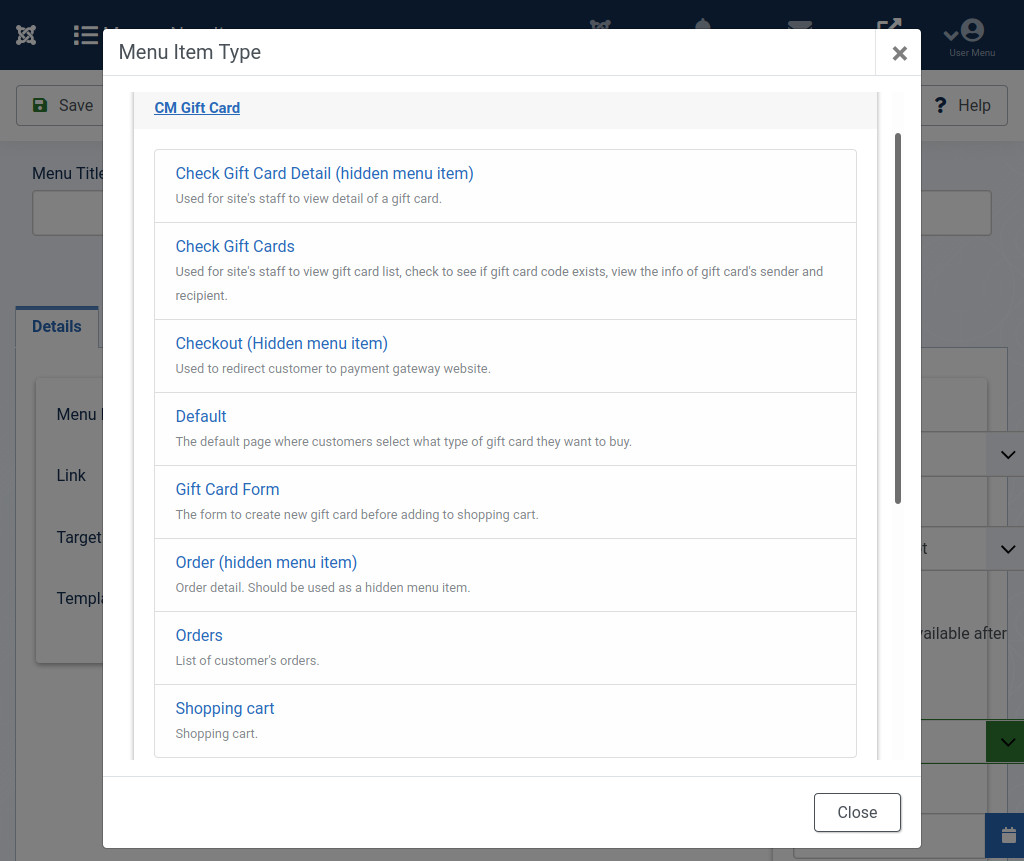 Menu Item Type
User Menu
Save
Help
CM Gift Card
Menu Title
Check Gift Card Detail (hidden menu item)
Used for site's staff to view detail of a gift card.
Check Gift Cards
Used for site's staff to view gift card list, check to see if gift card code exists, view the info of gift card's sender and
recipient.
Details
Checkout (Hidden menu item)
Used to redirect customer to payment gateway website.
Menu
Default
The default page where customers select what type of gift card they want to buy.
Link
Gift Card Form
The form to create new gift card before adding to shopping cart.
Target
Order (hidden menu item)
Order detail. Should be used as a hidden menu item.
Orders
after
List of customer's orders.
Shopping cart
Shopping cart.
Close